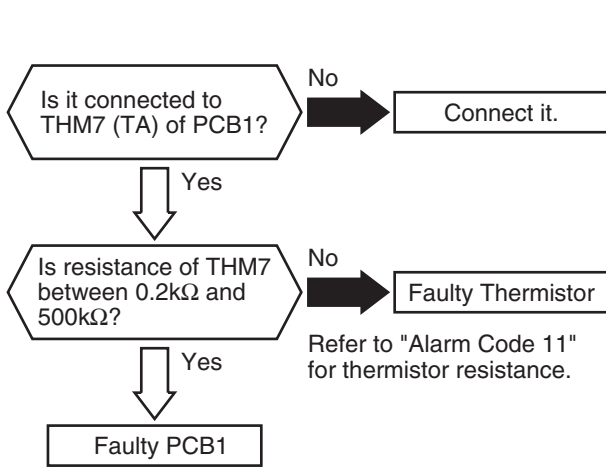 Is it connected to
THM7 (TA) of PCB1?
No
Connect it.
Yes
Is resistance of THM7
between 0.2kΩ and
500kΩ?
No
Faulty Thermistor
Refer to "Alarm Code 11"
for thermistor resistance.
Yes
Faulty PCB1